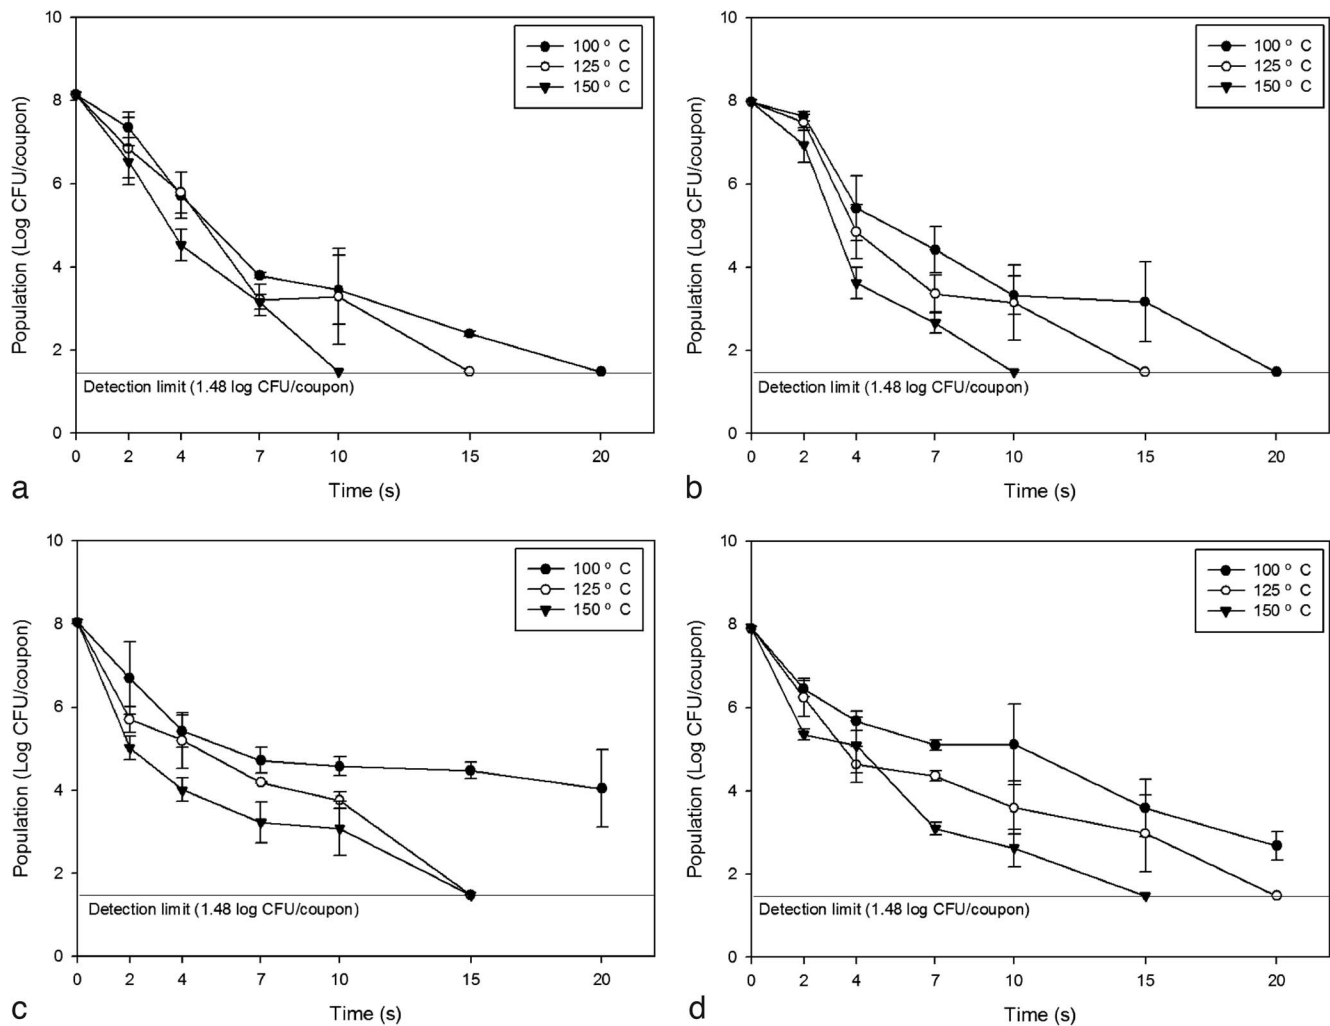 10
8
6
4
2
0
Population (Log CFU/coupon)
100 º C
125 º C
150 º C
Detection limit (1.48 log CFU/coupon)
0 2 4 7 10 15 20
Time (s)
a
10
8
6
4
2
0
Population (Log CFU/coupon)
100 º C
125 º C
150 º C
Detection limit (1.48 log CFU/coupon)
0 2 4 7 10 15 20
Time (s)
b
10
8
6
4
2
0
Population (Log CFU/coupon)
100 º C
125 º C
150 º C
Detection limit (1.48 log CFU/coupon)
0 2 4 7 10 15 20
Time (s)
c
10
8
6
4
2
0
Population (Log CFU/coupon)
100 º C
125 º C
150 º C
Detection limit (1.48 log CFU/coupon)
0 2 4 7 10 15 20
Time (s)
d